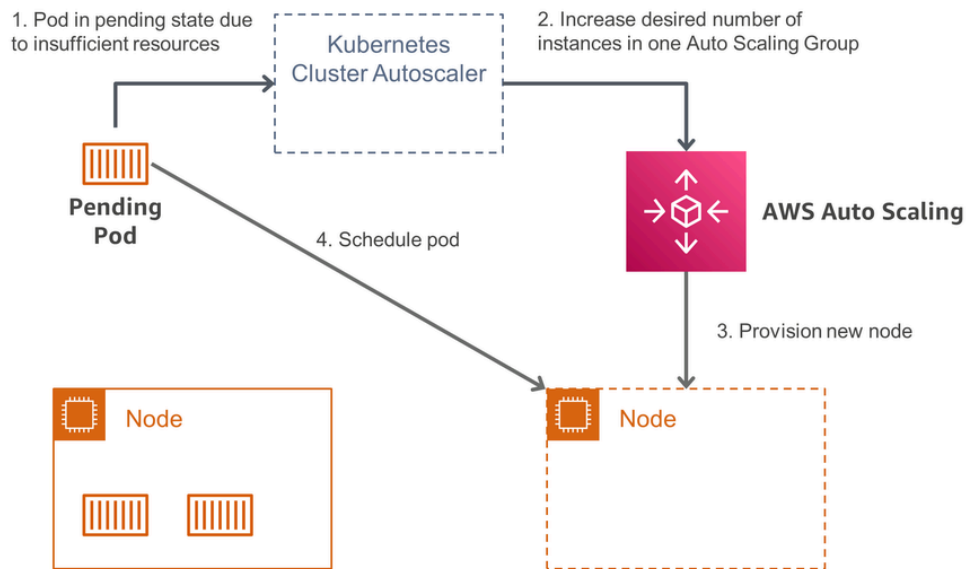 1. Pod in pending state due
to insufficient resources
Kubernetes
Cluster Autoscaler
2. Increase desired number of
instances in one Auto Scaling Group
Pending
Pod
AWS Auto Scaling
4. Schedule pod
3. Provision new node
Node
Node